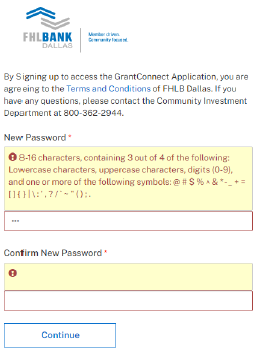 FHLBANK
DALLAS
Member driven.
Community focused.
By Signing up to access the GrantConnect Application, you are
agreeing to the Terms and Conditions of FHLB Dallas. If you
have any questions, please contact the Community Investment
Department at 800-362-2944.
New Password *
8-16 characters, containing 3 out of 4 of the following:
Lowercase characters, uppercase characters, digits (0-9),
and one or more of the following symbols: @ # $ % ^ & * - _ + =
[ ] { } | \ : ' , ? / ` ~ " ( ) ; .
Confirm New Password *
Continue